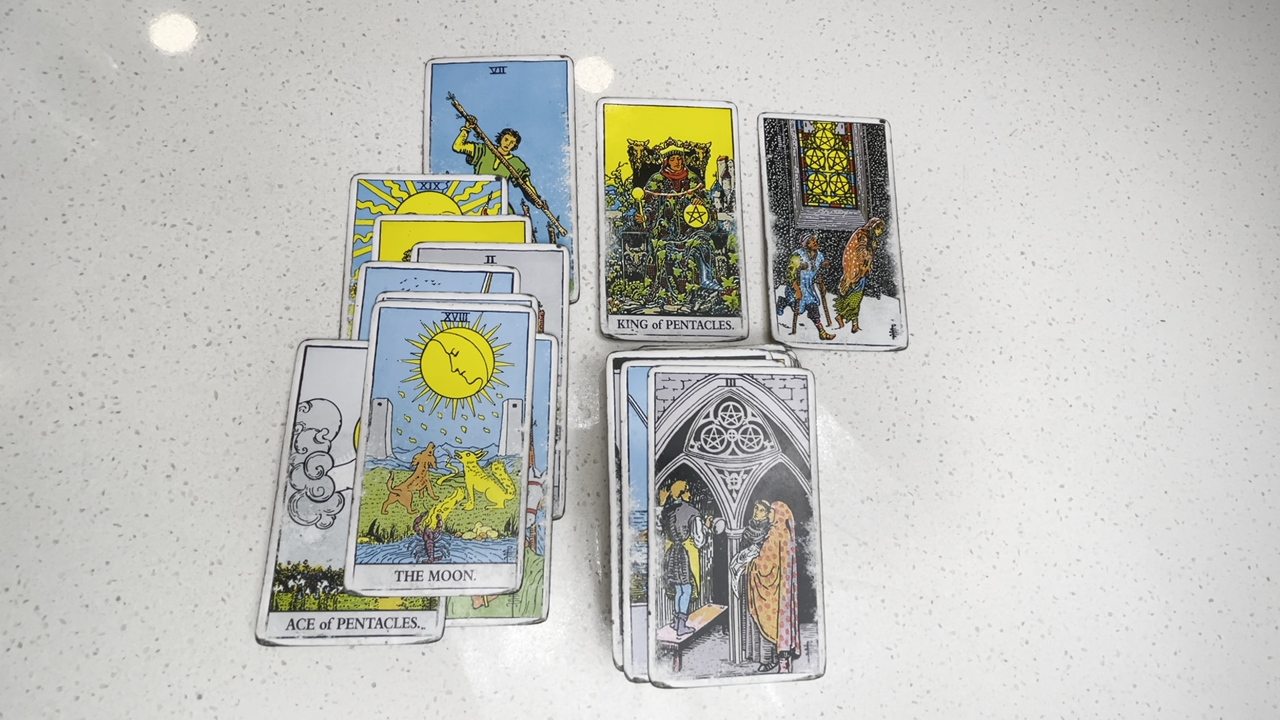 VII
XIX
II
KING of PENTACLES.
XVIII
III
THE MOON.
ACE of PENTACLES.